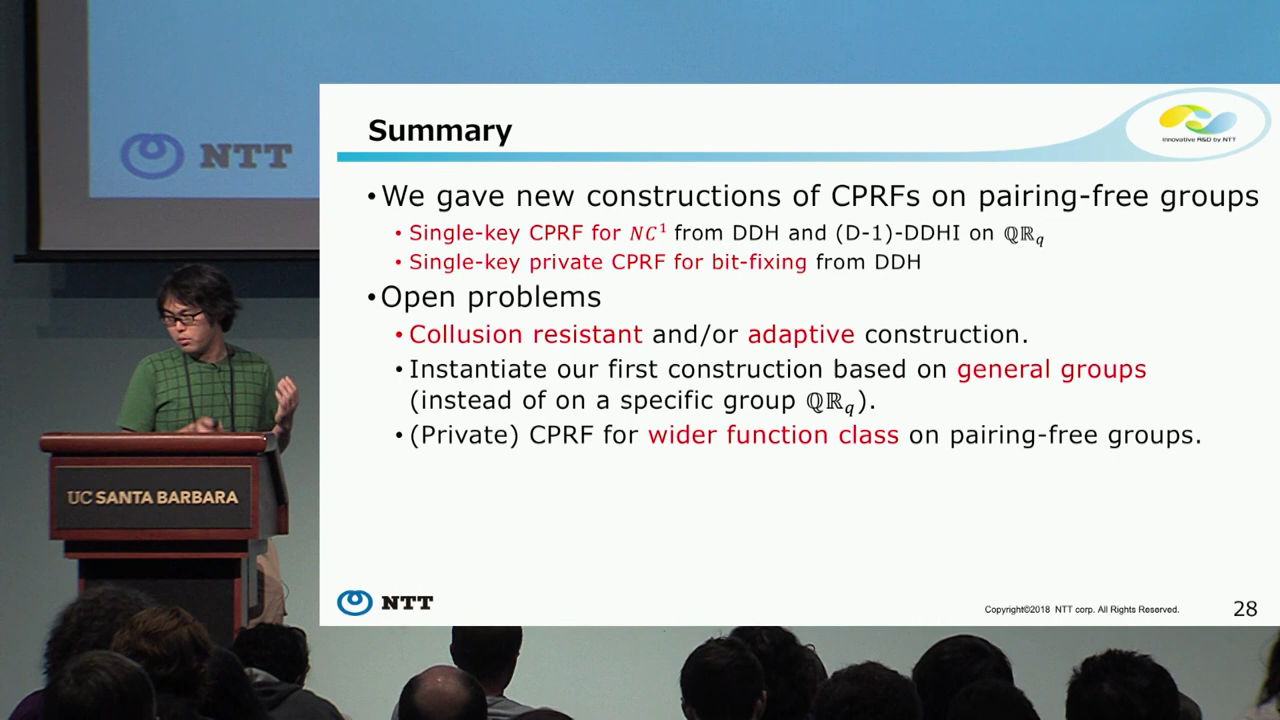 NTT
Innovative R&D by NTT
Summary
•We gave new constructions of CPRFs on pairing-free groups
• Single-key CPRF for NC¹ from DDH and (D-1)-DDHI on ℚℝ_q
• Single-key private CPRF for bit-fixing from DDH
•Open problems
• Collusion resistant and/or adaptive construction.
• Instantiate our first construction based on general groups
(instead of on a specific group ℚℝ_q).
• (Private) CPRF for wider function class on pairing-free groups.
UC SANTA BARBARA
NTT
Copyright©2018 NTT corp. All Rights Reserved.
28